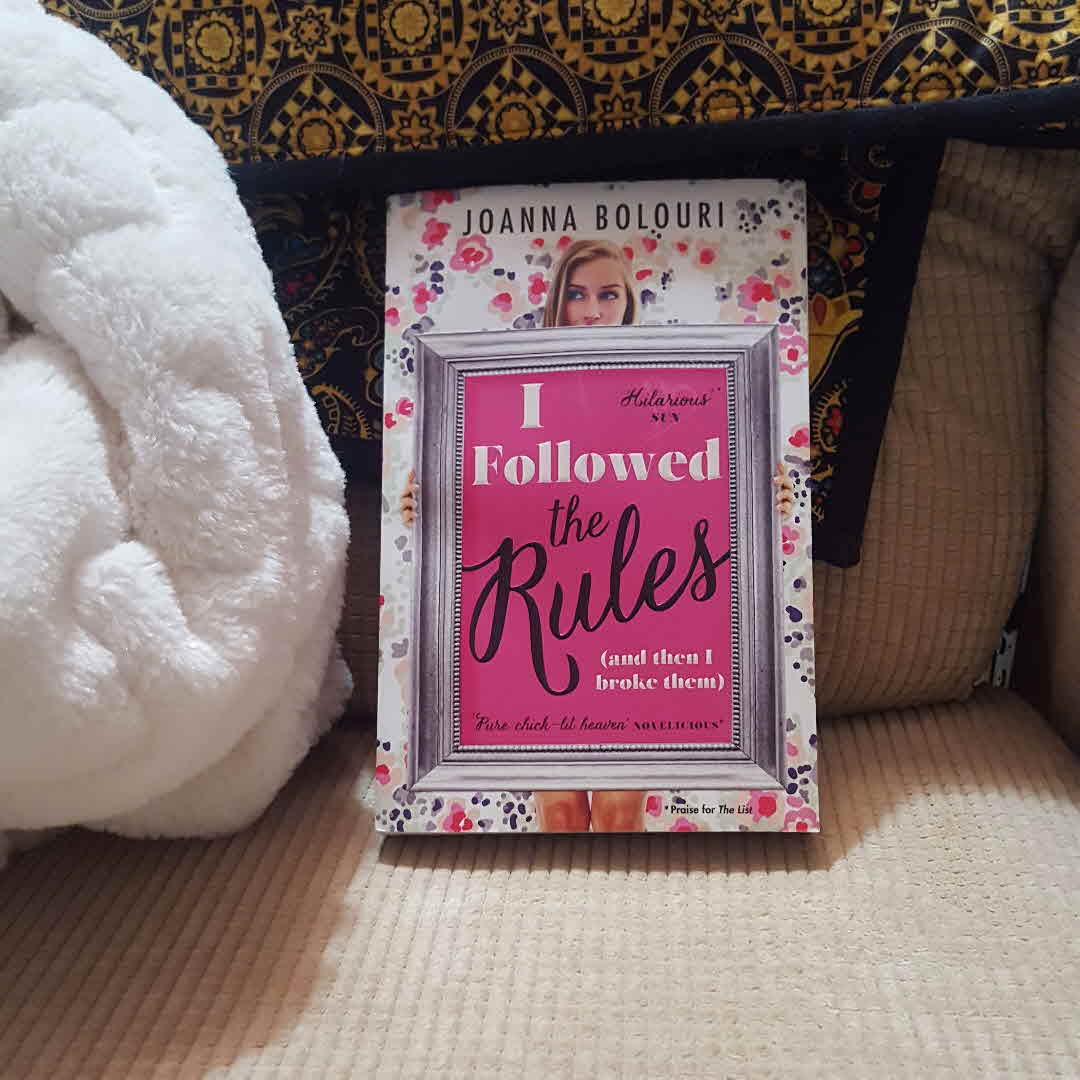 JOANNA BOLOURI
I
'Hilarious'*
SUN
Followed
the
Rules
(and then I
broke them)
'Pure chick-lit heaven' NOVELICIOUS*
*Praise for The List